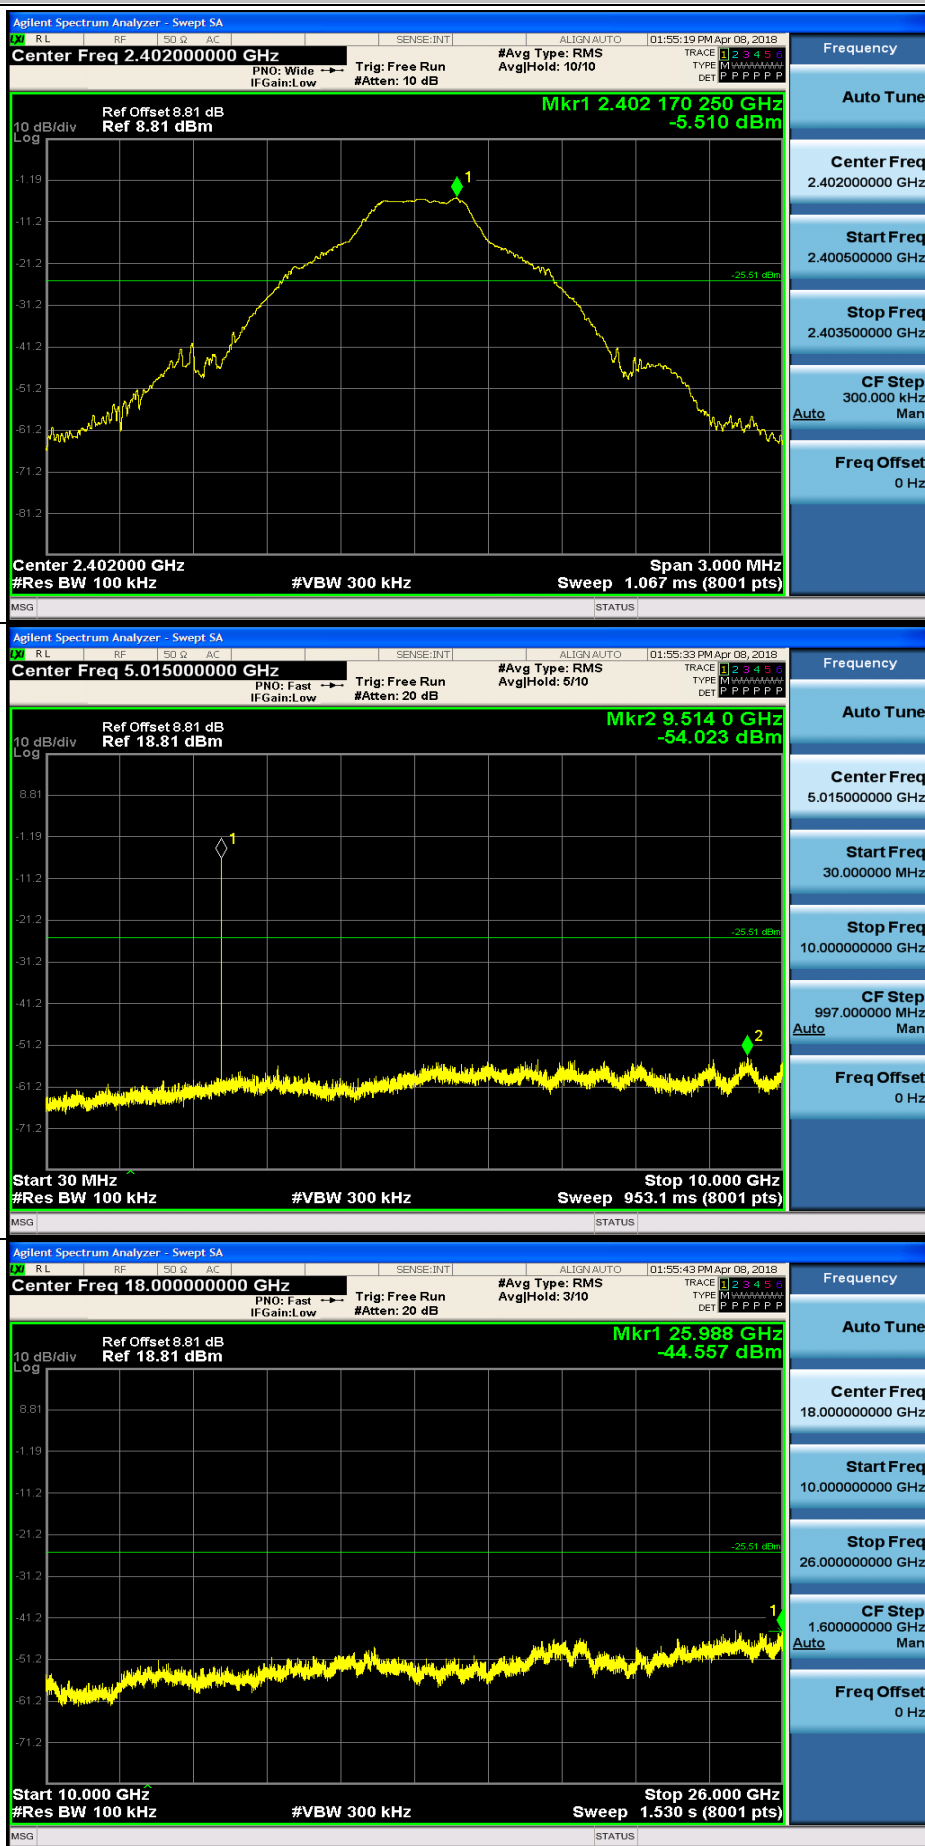 Agilent Spectrum Analyzer - Swept SA
LXI RL RF 50 Ω AC SENSE:INT ALIGN AUTO 01:55:19 PM Apr 08, 2018
Center Freq 2.402000000 GHz
PNO: Wide
IFGain:Low
Trig: Free Run
#Atten: 10 dB
#Avg Type: RMS
Avg|Hold: 10/10
TRACE 1 2 3 4 5 6
TYPE M W W W W W
DET P P P P P P
Mkr1 2.402 170 250 GHz
-5.510 dBm
Ref Offset 8.81 dB
10 dB/div Ref 8.81 dBm
Log
1
-1.19
-11.2
-21.2
-25.51 dBm
-31.2
-41.2
-51.2
-61.2
-71.2
-81.2
Center 2.402000 GHz Span 3.000 MHz
#Res BW 100 kHz #VBW 300 kHz Sweep 1.067 ms (8001 pts)
MSG STATUS
Frequency
Auto Tune
Center Freq
2.402000000 GHz
Start Freq
2.400500000 GHz
Stop Freq
2.403500000 GHz
CF Step
300.000 kHz
Auto Man
Freq Offset
0 Hz
Agilent Spectrum Analyzer - Swept SA
LXI RL RF 50 Ω AC SENSE:INT ALIGN AUTO 01:55:33 PM Apr 08, 2018
Center Freq 5.015000000 GHz
PNO: Fast
IFGain:Low
Trig: Free Run
#Atten: 20 dB
#Avg Type: RMS
Avg|Hold: 5/10
TRACE 1 2 3 4 5 6
TYPE M W W W W W
DET P P P P P P
Mkr2 9.514 0 GHz
-54.023 dBm
Ref Offset 8.81 dB
10 dB/div Ref 18.81 dBm
Log
8.81
-1.19
1
-11.2
-21.2
-25.51 dBm
-31.2
-41.2
-51.2
2
-61.2
-71.2
Start 30 MHz Stop 10.000 GHz
#Res BW 100 kHz #VBW 300 kHz Sweep 953.1 ms (8001 pts)
MSG STATUS
Frequency
Auto Tune
Center Freq
5.015000000 GHz
Start Freq
30.000000 MHz
Stop Freq
10.000000000 GHz
CF Step
997.000000 MHz
Auto Man
Freq Offset
0 Hz
Agilent Spectrum Analyzer - Swept SA
LXI RL RF 50 Ω AC SENSE:INT ALIGN AUTO 01:55:43 PM Apr 08, 2018
Center Freq 18.000000000 GHz
PNO: Fast
IFGain:Low
Trig: Free Run
#Atten: 20 dB
#Avg Type: RMS
Avg|Hold: 3/10
TRACE 1 2 3 4 5 6
TYPE M W W W W W
DET P P P P P P
Mkr1 25.988 GHz
-44.557 dBm
Ref Offset 8.81 dB
10 dB/div Ref 18.81 dBm
Log
8.81
-1.19
-11.2
-21.2
-25.51 dBm
-31.2
-41.2
1
-51.2
-61.2
-71.2
Start 10.000 GHz Stop 26.000 GHz
#Res BW 100 kHz #VBW 300 kHz Sweep 1.530 s (8001 pts)
MSG STATUS
Frequency
Auto Tune
Center Freq
18.000000000 GHz
Start Freq
10.000000000 GHz
Stop Freq
26.000000000 GHz
CF Step
1.600000000 GHz
Auto Man
Freq Offset
0 Hz